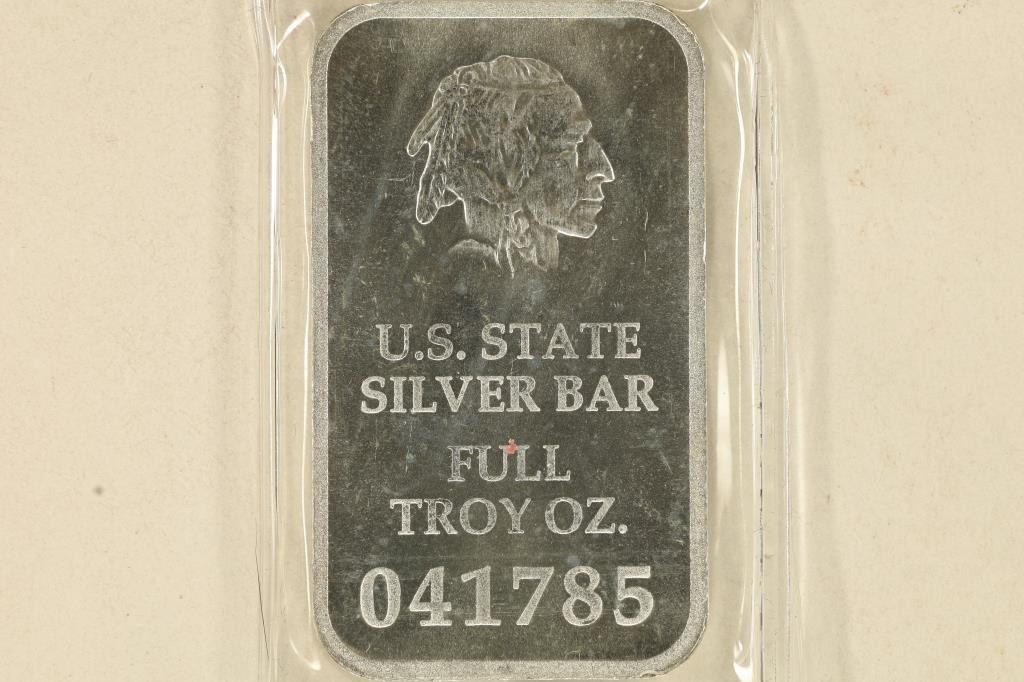 U.S. STATE
SILVER BAR
FULL
TROY OZ.
041785